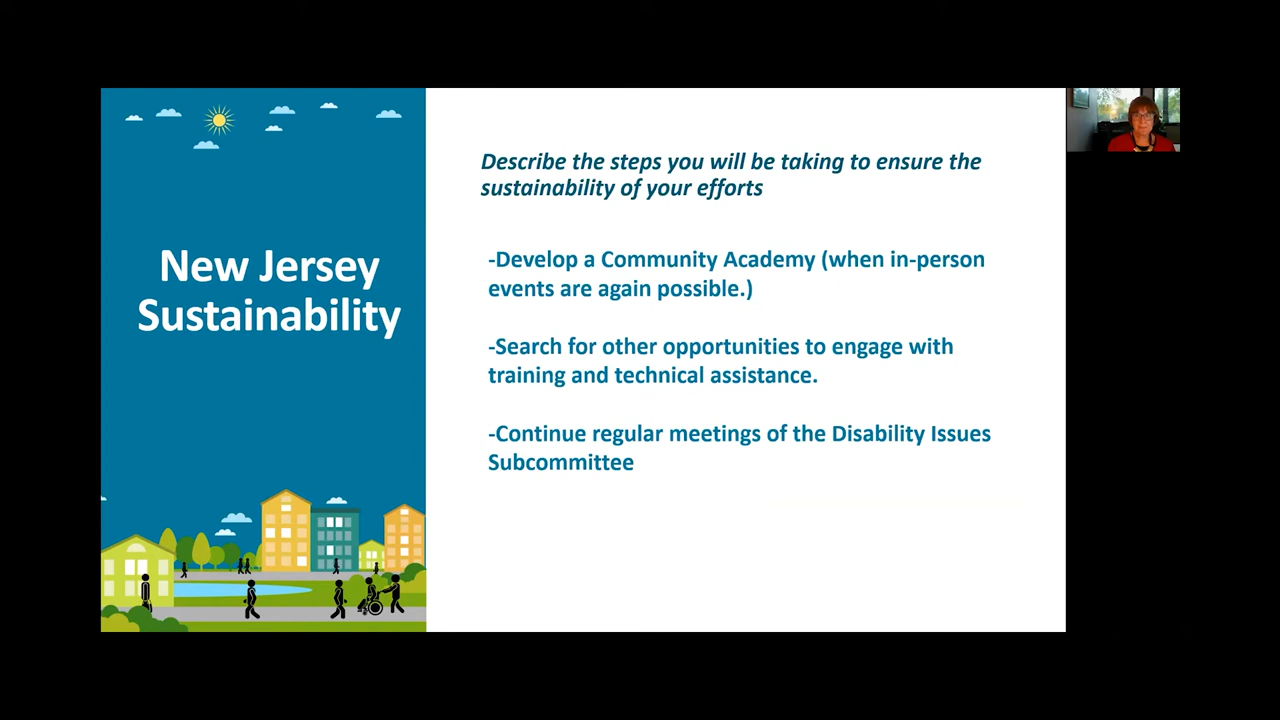 New Jersey
Sustainability
Describe the steps you will be taking to ensure the
sustainability of your efforts
-Develop a Community Academy (when in-person
events are again possible.)
-Search for other opportunities to engage with
training and technical assistance.
-Continue regular meetings of the Disability Issues
Subcommittee